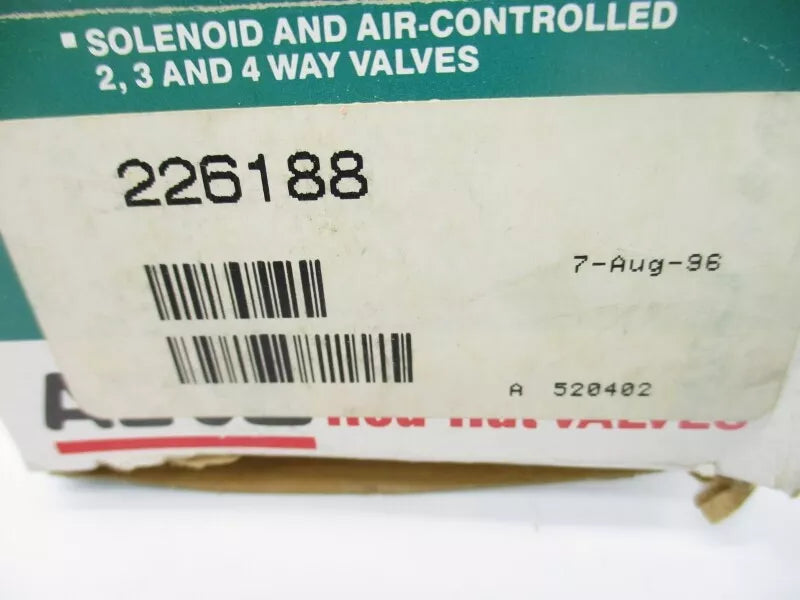 ▪ SOLENOID AND AIR-CONTROLLED
2, 3 AND 4 WAY VALVES
226188
7-Aug-96
A 520402